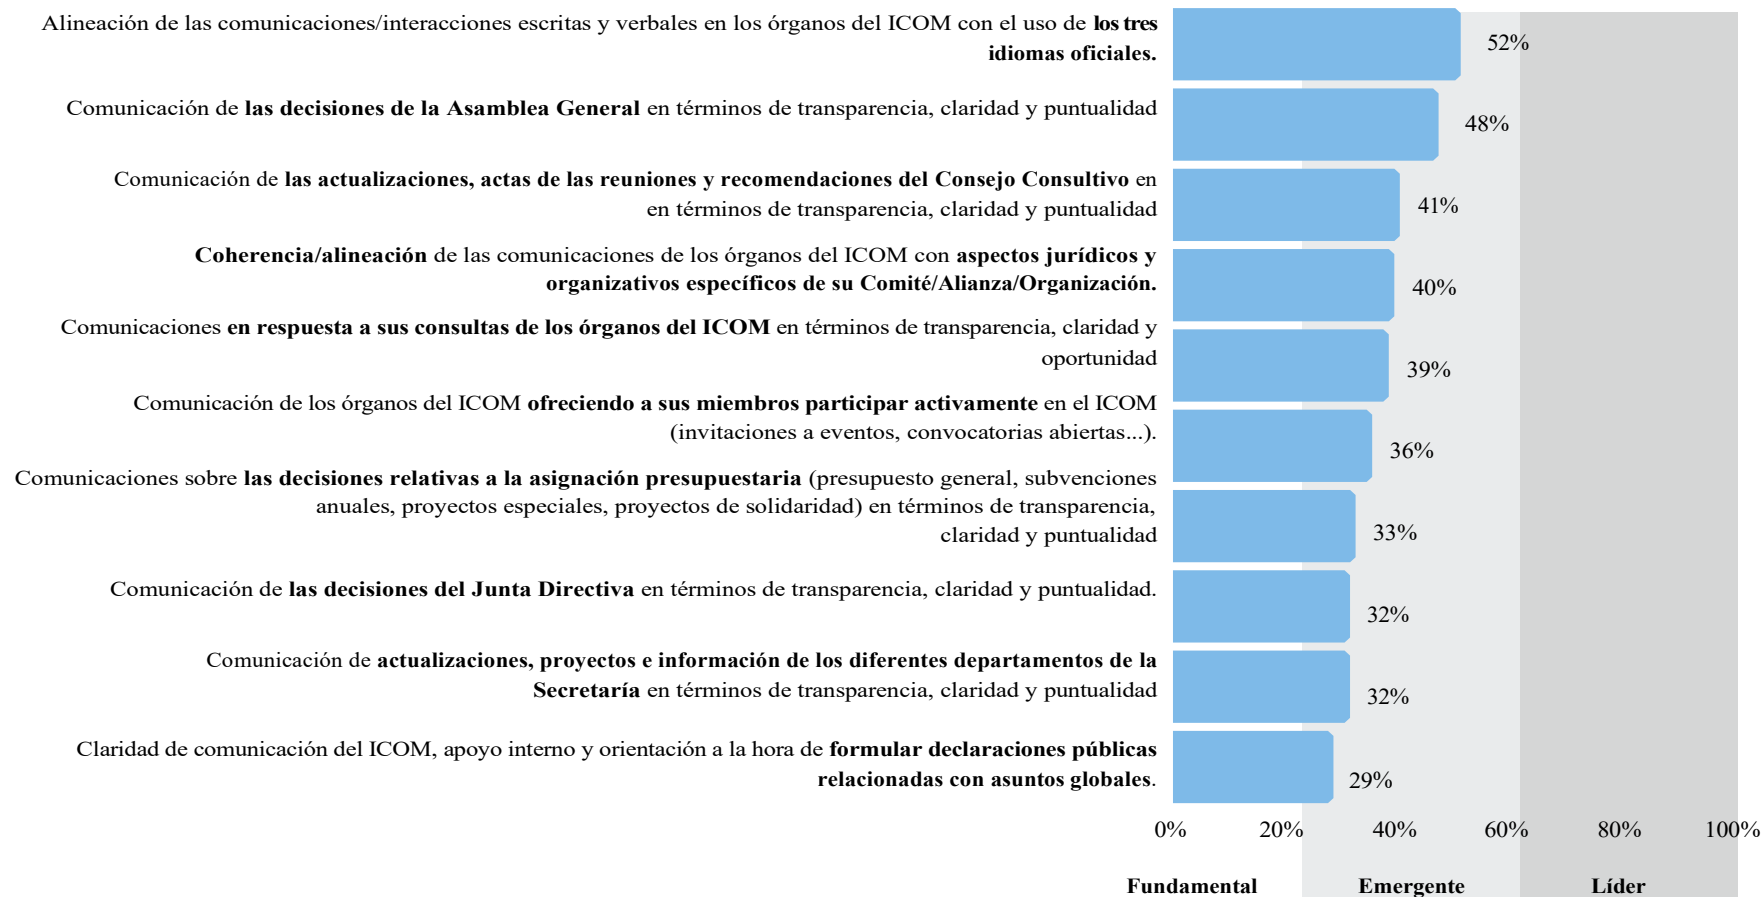 Alineación de las comunicaciones/interacciones escritas y verbales en los órganos del ICOM con el uso de los tres
idiomas oficiales.
52%
Comunicación de las decisiones de la Asamblea General en términos de transparencia, claridad y puntualidad
48%
Comunicación de las actualizaciones, actas de las reuniones y recomendaciones del Consejo Consultivo en
en términos de transparencia, claridad y puntualidad
41%
Coherencia/alineación de las comunicaciones de los órganos del ICOM con aspectos jurídicos y
organizativos específicos de su Comité/Alianza/Organización.
40%
Comunicaciones en respuesta a sus consultas de los órganos del ICOM en términos de transparencia, claridad y
oportunidad
39%
Comunicación de los órganos del ICOM ofreciendo a sus miembros participar activamente en el ICOM
(invitaciones a eventos, convocatorias abiertas...).
36%
Comunicaciones sobre las decisiones relativas a la asignación presupuestaria (presupuesto general, subvenciones
anuales, proyectos especiales, proyectos de solidaridad) en términos de transparencia,
claridad y puntualidad
33%
Comunicación de las decisiones del Junta Directiva en términos de transparencia, claridad y puntualidad.
32%
Comunicación de actualizaciones, proyectos e información de los diferentes departamentos de la
Secretaría en términos de transparencia, claridad y puntualidad
32%
Claridad de comunicación del ICOM, apoyo interno y orientación a la hora de formular declaraciones públicas
relacionadas con asuntos globales.
29%
0% 20% 40% 60% 80% 100%
Fundamental Emergente Líder